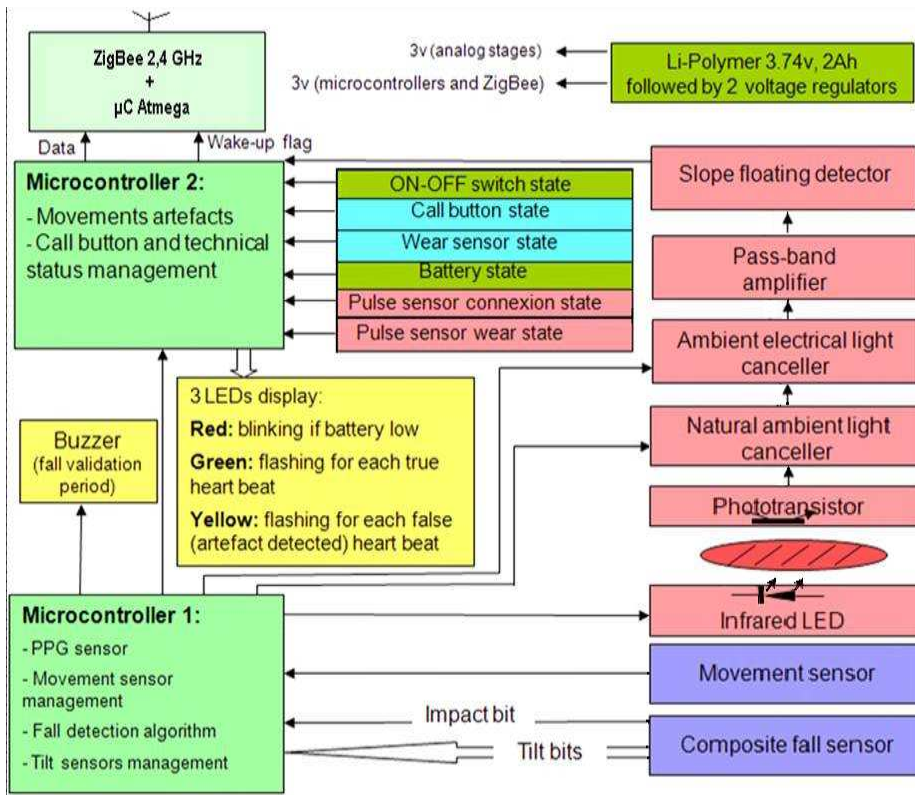 ZigBee 2,4 GHz
+
µC Atmega
3v (analog stages)
3v (microcontrollers and ZigBee)
Li-Polymer 3.74v, 2Ah
followed by 2 voltage regulators
Data
Wake-up flag
Microcontroller 2:
- Movements artefacts
- Call button and technical
status management
ON-OFF switch state
Call button state
Wear sensor state
Battery state
Pulse sensor connexion state
Pulse sensor wear state
Slope floating detector
Pass-band
amplifier
Ambient electrical light
canceller
Natural ambient light
canceller
Phototransistor
Infrared LED
3 LEDs display:
Red: blinking if battery low
Green: flashing for each true
heart beat
Yellow: flashing for each false
(artefact detected) heart beat
Buzzer
(fall validation
period)
Microcontroller 1:
- PPG sensor
- Movement sensor
management
- Fall detection algorithm
- Tilt sensors management
Movement sensor
Impact bit
Tilt bits
Composite fall sensor